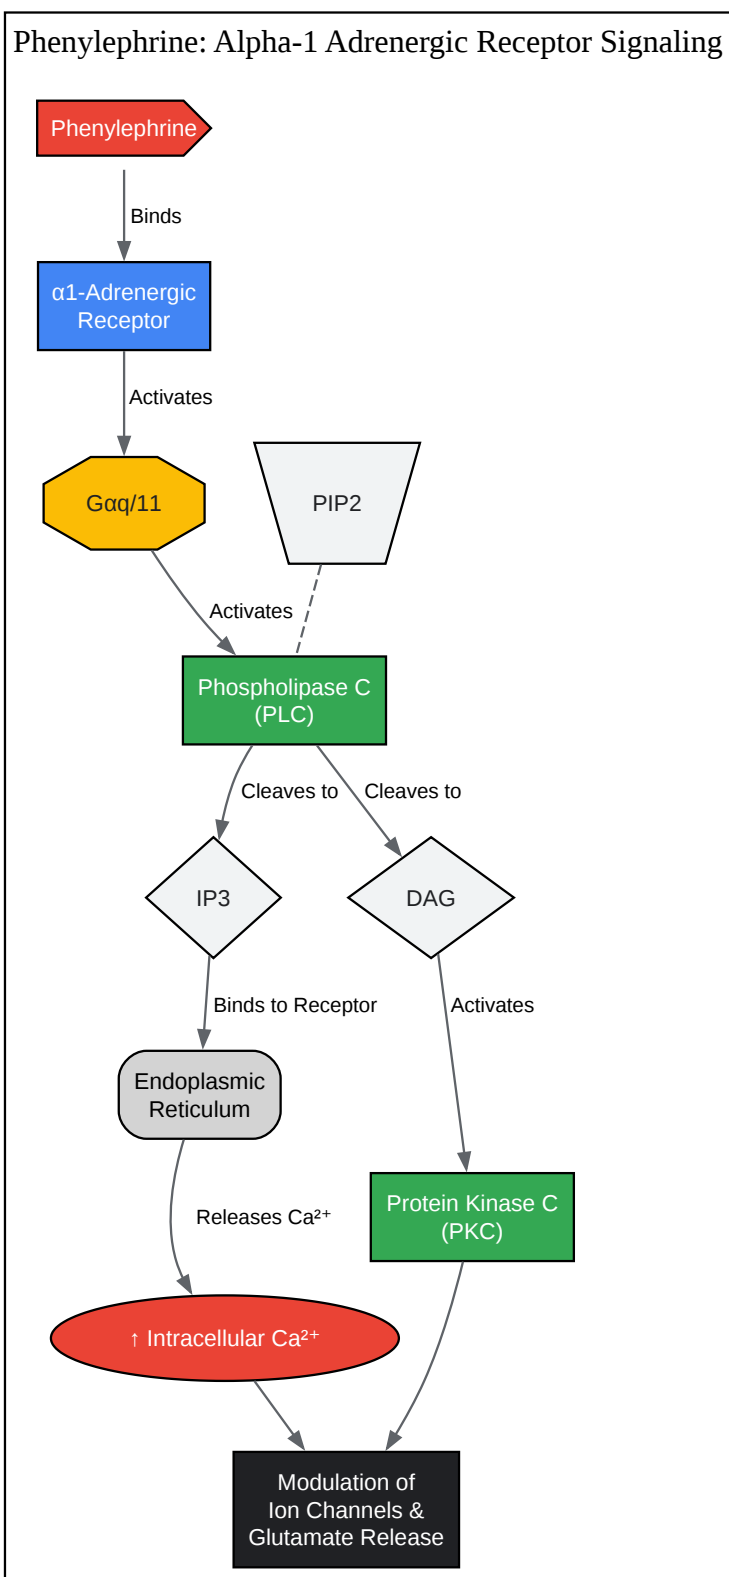 Phenylephrine: Alpha-1 Adrenergic Receptor Signaling
Phenylephrine
Binds
α1-Adrenergic
Receptor
Activates
Gαq/11
PIP2
Activates
Phospholipase C
(PLC)
Cleaves to
Cleaves to
IP3
DAG
Binds to Receptor
Activates
Endoplasmic
Reticulum
Releases Ca²⁺
Protein Kinase C
(PKC)
↑ Intracellular Ca²⁺
Modulation of
Ion Channels &
Glutamate Release